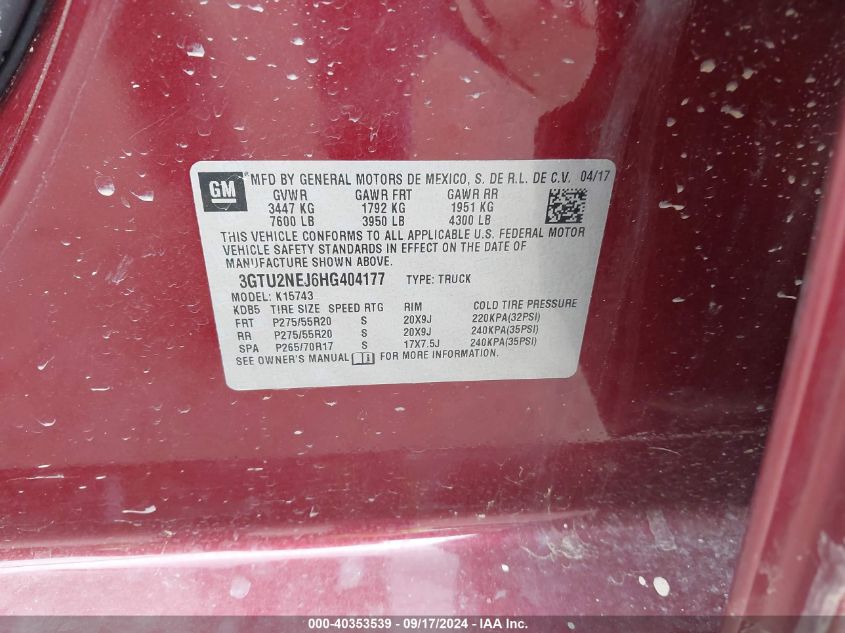 GM
MFD BY GENERAL MOTORS DE MEXICO, S. DE R.L. DE C.V. 04/17
GVWR GAWR FRT GAWR RR
3447 KG 1792 KG 1951 KG
7600 LB 3950 LB 4300 LB
THIS VEHICLE CONFORMS TO ALL APPLICABLE U.S. FEDERAL MOTOR
VEHICLE SAFETY STANDARDS IN EFFECT ON THE DATE OF
MANUFACTURE SHOWN ABOVE.
3GTU2NEJ6HG404177 TYPE: TRUCK
MODEL: K15743
KDB5 TIRE SIZE SPEED RTG RIM COLD TIRE PRESSURE
FRT P275/55R20 S 20X9J 220KPA(32PSI)
RR P275/55R20 S 20X9J 240KPA(35PSI)
SPA P265/70R17 S 17X7.5J 240KPA(35PSI)
SEE OWNER'S MANUAL FOR MORE INFORMATION.
000-40353539 - 09/17/2024 - IAAI.com